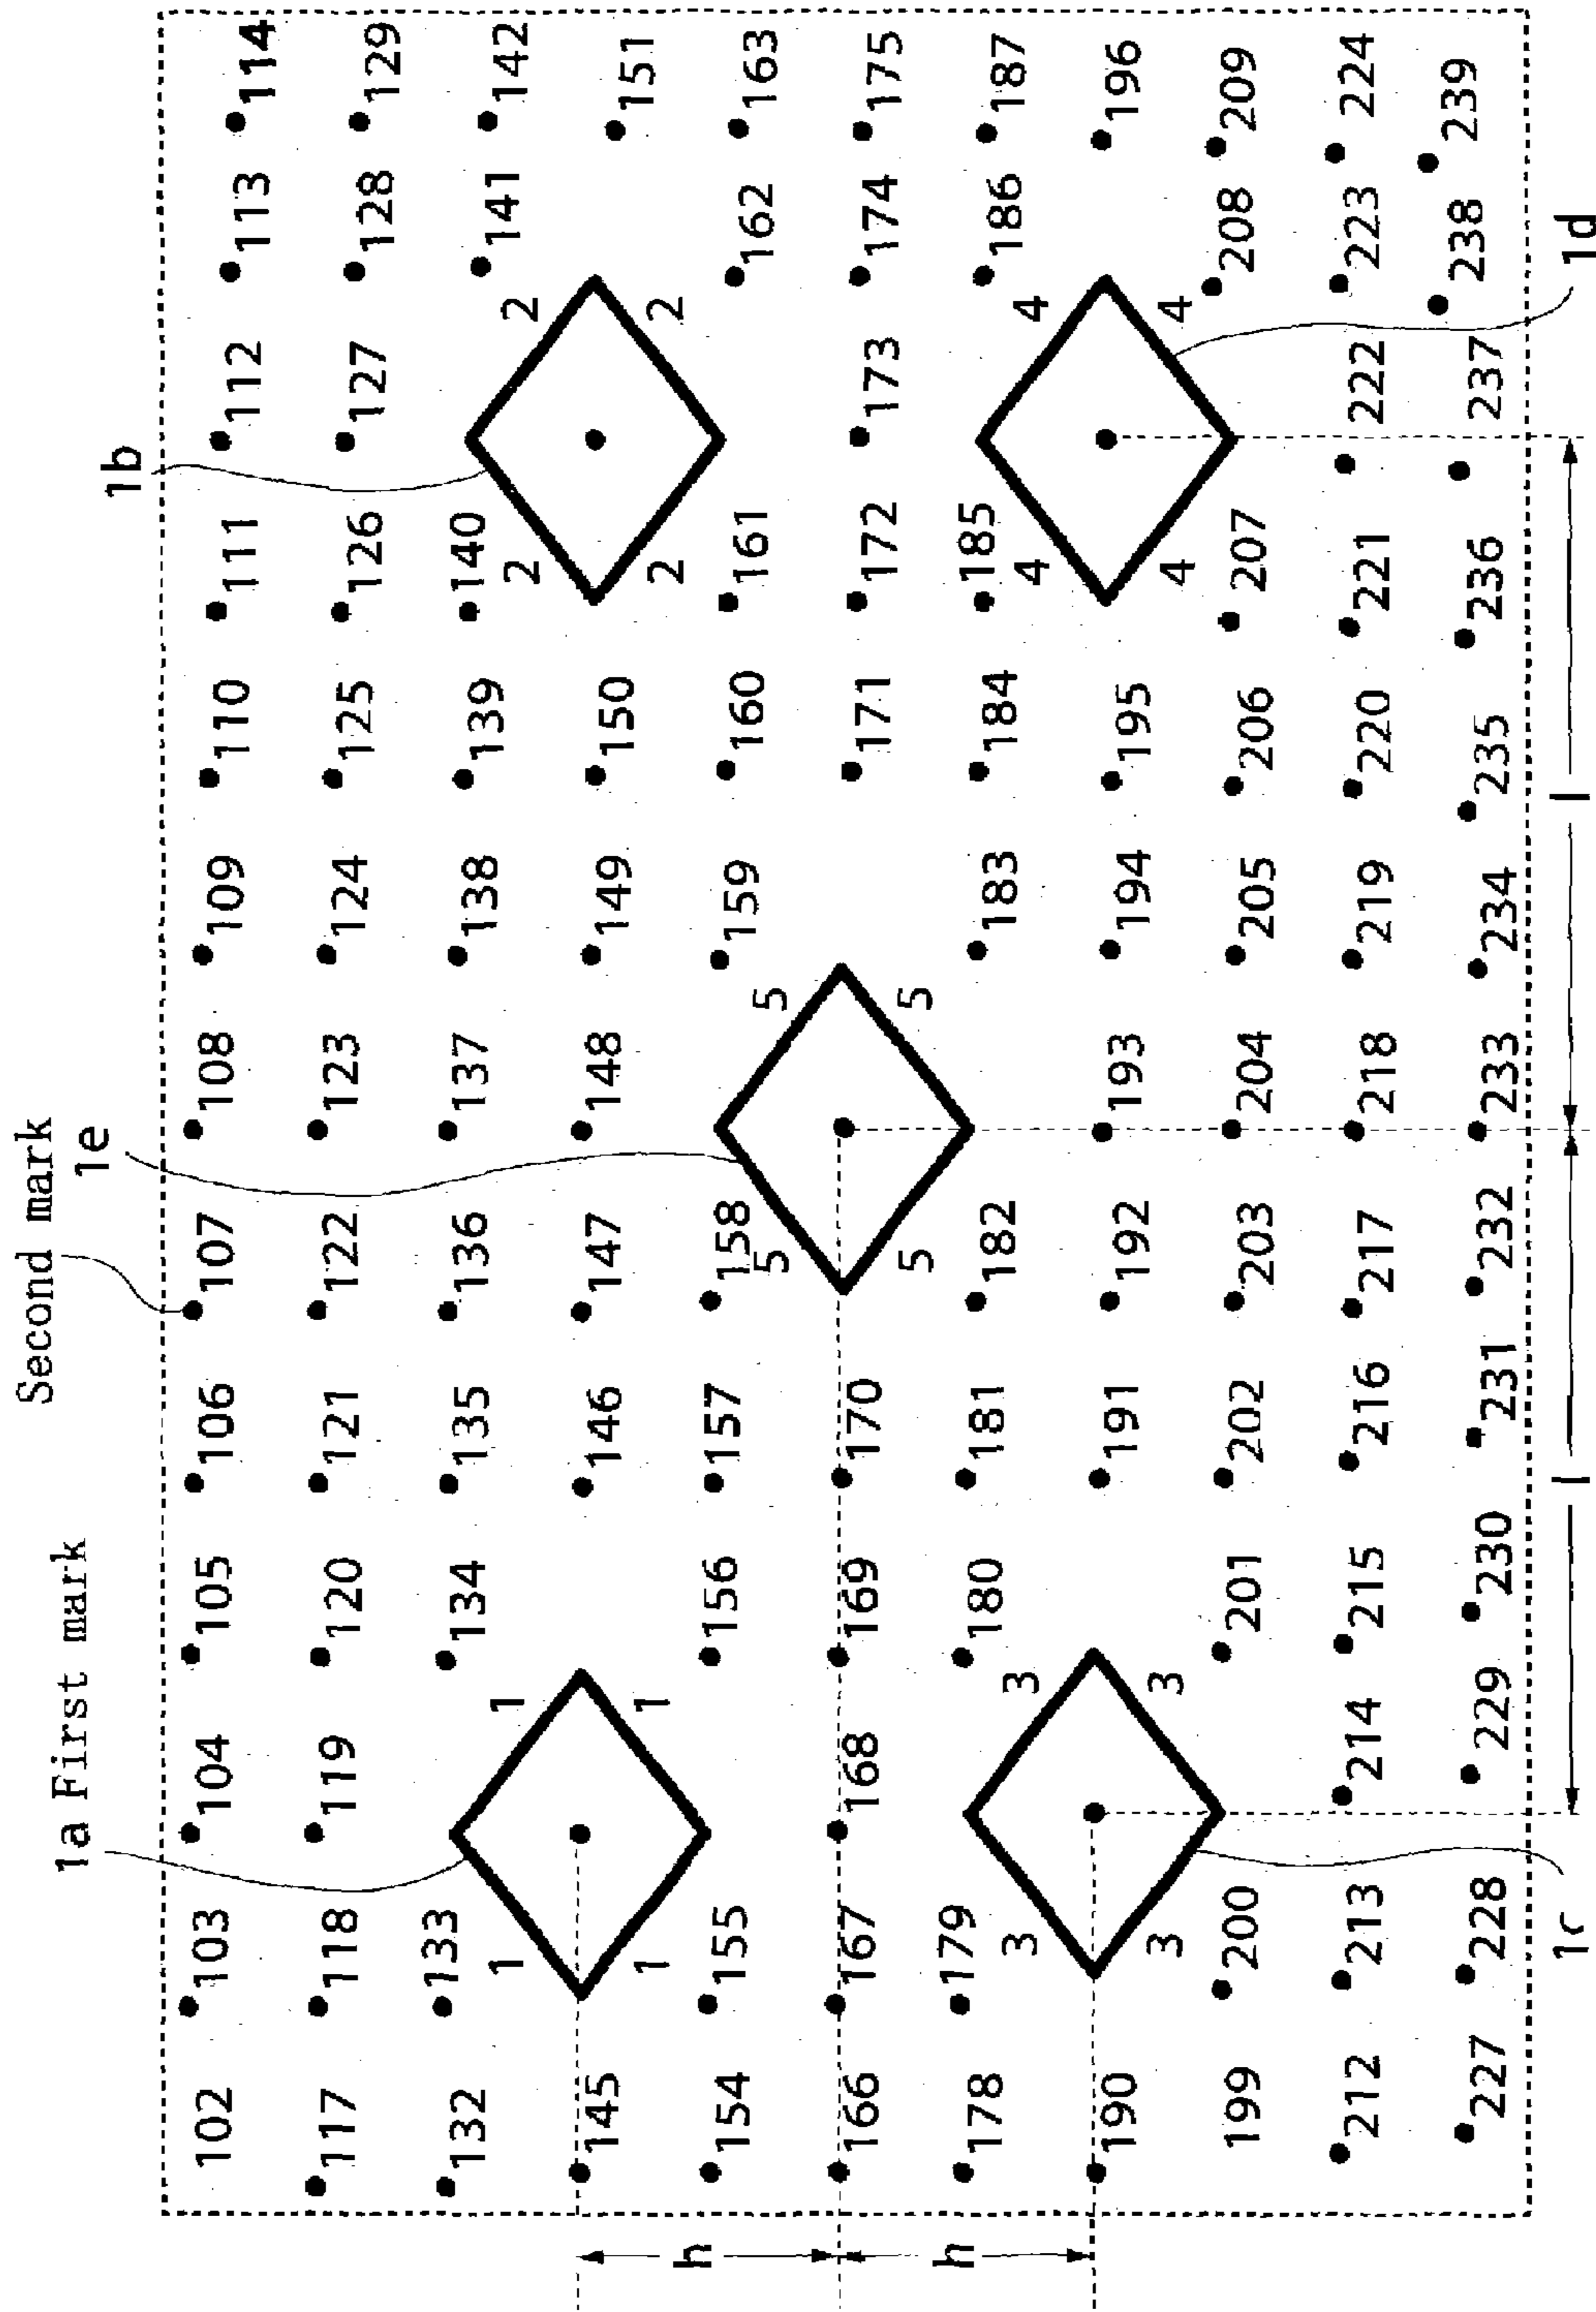 Second mark
1a First mark
1e
1b
102 103 104 105 106 107 108 109 110 111 112 113 114
117 118 119 120 121 122 123 124 125 126 127 128 129
132 133 134 135 136 137 138 139 140 141 142
1 1 2 2
145 146 147 148 149 150 151
1 1 2 2
154 155 156 157 158 159 160 161 162 163
5 5
h
166 167 168 169 170 171 172 173 174 175
5 5
178 179 180 181 182 183 184 185 186 187
h
3 3 4 4
190 191 192 193 194 195 196
3 3 4 4
199 200 201 202 203 204 205 206 207 208 209
212 213 214 215 216 217 218 219 220 221 222 223 224
227 228 229 230 231 232 233 234 235 236 237 238 239
1c l l 1d